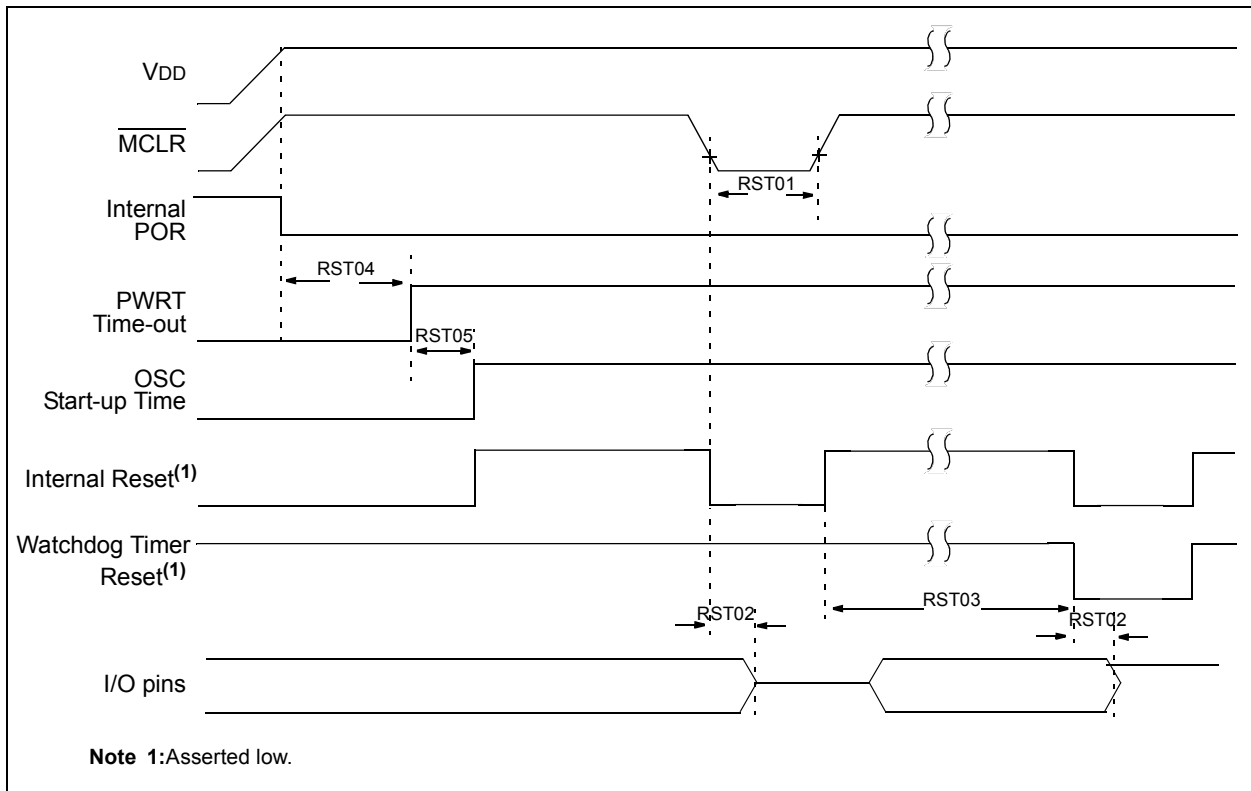 VDD
MCLR
RST01
Internal
POR
RST04
PWRT
Time-out
RST05
OSC
Start-up Time
Internal Reset(1)
Watchdog Timer
Reset(1)
RST03
RST02
RST02
I/O pins
Note 1:Asserted low.